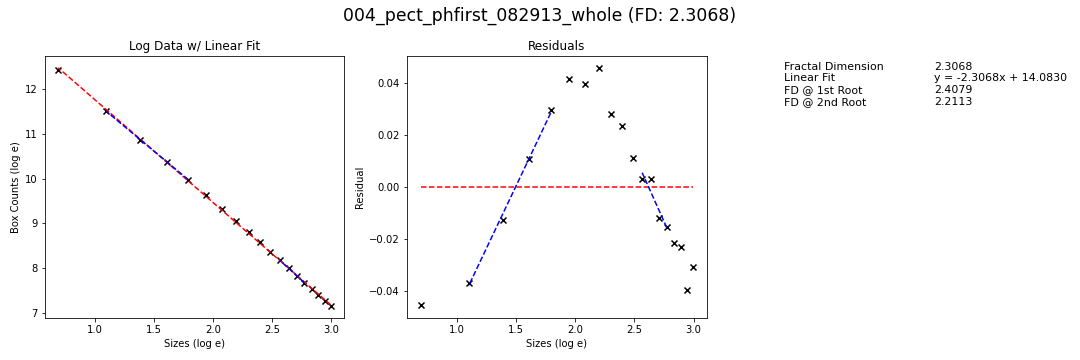 004_pect_phfirst_082913_whole (FD: 2.3068)
Log Data w/ Linear Fit
Box Counts (log e)
12
11
10
9
8
7
1.0 1.5 2.0 2.5 3.0
Sizes (log e)
Residuals
Residual
0.04
0.02
0.00
−0.02
−0.04
1.0 1.5 2.0 2.5 3.0
Sizes (log e)
Fractal Dimension 2.3068
Linear Fit y = -2.3068x + 14.0830
FD @ 1st Root 2.4079
FD @ 2nd Root 2.2113